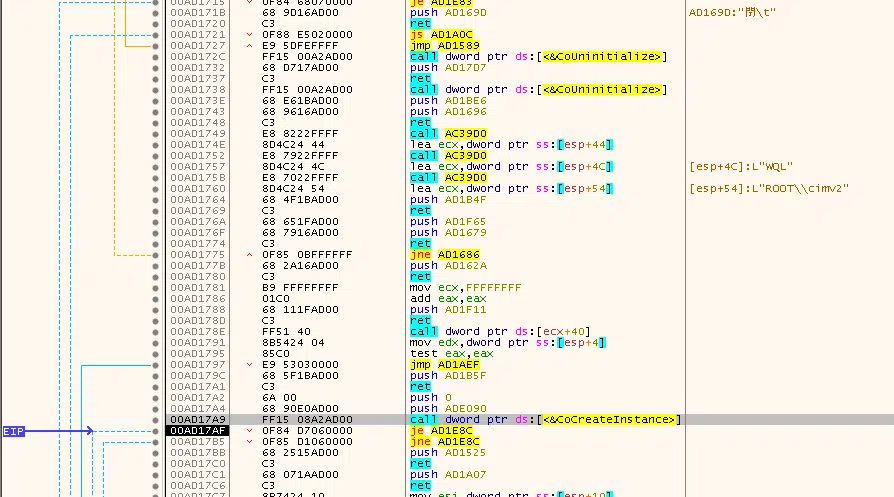 00AD1715 0F84 68070000 je AD1E83
00AD171B 68 9D16AD00 push AD169D AD169D:"閉\t"
00AD1720 C3 ret
00AD1721 0F88 E5020000 js AD1A0C
00AD1727 E9 5DFEFFFF jmp AD1589
00AD172C FF15 00A2AD00 call dword ptr ds:[<&CoUninitialize>]
00AD1732 68 D717AD00 push AD17D7
00AD1737 C3 ret
00AD1738 FF15 00A2AD00 call dword ptr ds:[<&CoUninitialize>]
00AD173E 68 E61BAD00 push AD1BE6
00AD1743 68 9616AD00 push AD1696
00AD1748 C3 ret
00AD1749 E8 8222FFFF call AC39D0
00AD174E 8D4C24 44 lea ecx,dword ptr ss:[esp+44]
00AD1752 E8 7922FFFF call AC39D0
00AD1757 8D4C24 4C lea ecx,dword ptr ss:[esp+4C] [esp+4C]:L"WQL"
00AD175B E8 7022FFFF call AC39D0
00AD1760 8D4C24 54 lea ecx,dword ptr ss:[esp+54] [esp+54]:L"ROOT\\cimv2"
00AD1764 68 4F1BAD00 push AD1B4F
00AD1769 C3 ret
00AD176A 68 651FAD00 push AD1F65
00AD176F 68 7916AD00 push AD1679
00AD1774 C3 ret
00AD1775 0F85 0BFFFFFF jne AD1686
00AD177B 68 2A16AD00 push AD162A
00AD1780 C3 ret
00AD1781 B9 FFFFFFFF mov ecx,FFFFFFFF
00AD1786 01C0 add eax,eax
00AD1788 68 111FAD00 push AD1F11
00AD178D C3 ret
00AD178E FF51 40 call dword ptr ds:[ecx+40]
00AD1791 8B5424 04 mov edx,dword ptr ss:[esp+4]
00AD1795 85C0 test eax,eax
00AD1797 E9 53030000 jmp AD1AEF
00AD179C 68 5F1BAD00 push AD1B5F
00AD17A1 C3 ret
00AD17A2 6A 00 push 0
00AD17A4 68 90E0AD00 push ADE090
00AD17A9 FF15 08A2AD00 call dword ptr ds:[<&CoCreateInstance>]
EIP 00AD17AF 0F84 D7060000 je AD1E8C
00AD17B5 0F85 D1060000 jne AD1E8C
00AD17BB 68 2515AD00 push AD1525
00AD17C0 C3 ret
00AD17C1 68 071AAD00 push AD1A07
00AD17C6 C3 ret
00AD17C7 8B7424 10 mov esi,dword ptr ss:[esp+10]